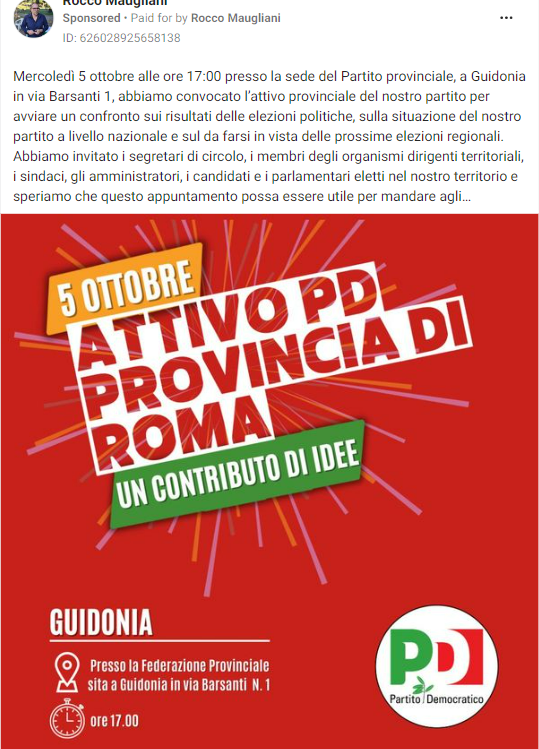 Rocco Maugliani
Sponsored • Paid for by Rocco Maugliani
ID: 626028925658138
Mercoledì 5 ottobre alle ore 17:00 presso la sede del Partito provinciale, a Guidonia
in via Barsanti 1, abbiamo convocato l'attivo provinciale del nostro partito per
avviare un confronto sui risultati delle elezioni politiche, sulla situazione del nostro
partito a livello nazionale e sul da farsi in vista delle prossime elezioni regionali.
Abbiamo invitato i segretari di circolo, i membri degli organismi dirigenti territoriali,
i sindaci, gli amministratori, i candidati e i parlamentari eletti nel nostro territorio e
speriamo che questo appuntamento possa essere utile per mandare agli...
5 OTTOBRE
ATTIVO PD
PROVINCIA DI
ROMA
UN CONTRIBUTO DI IDEE
GUIDONIA
Presso la Federazione Provinciale
sita a Guidonia in via Barsanti N. 1
ore 17.00
PD
Partito Democratico